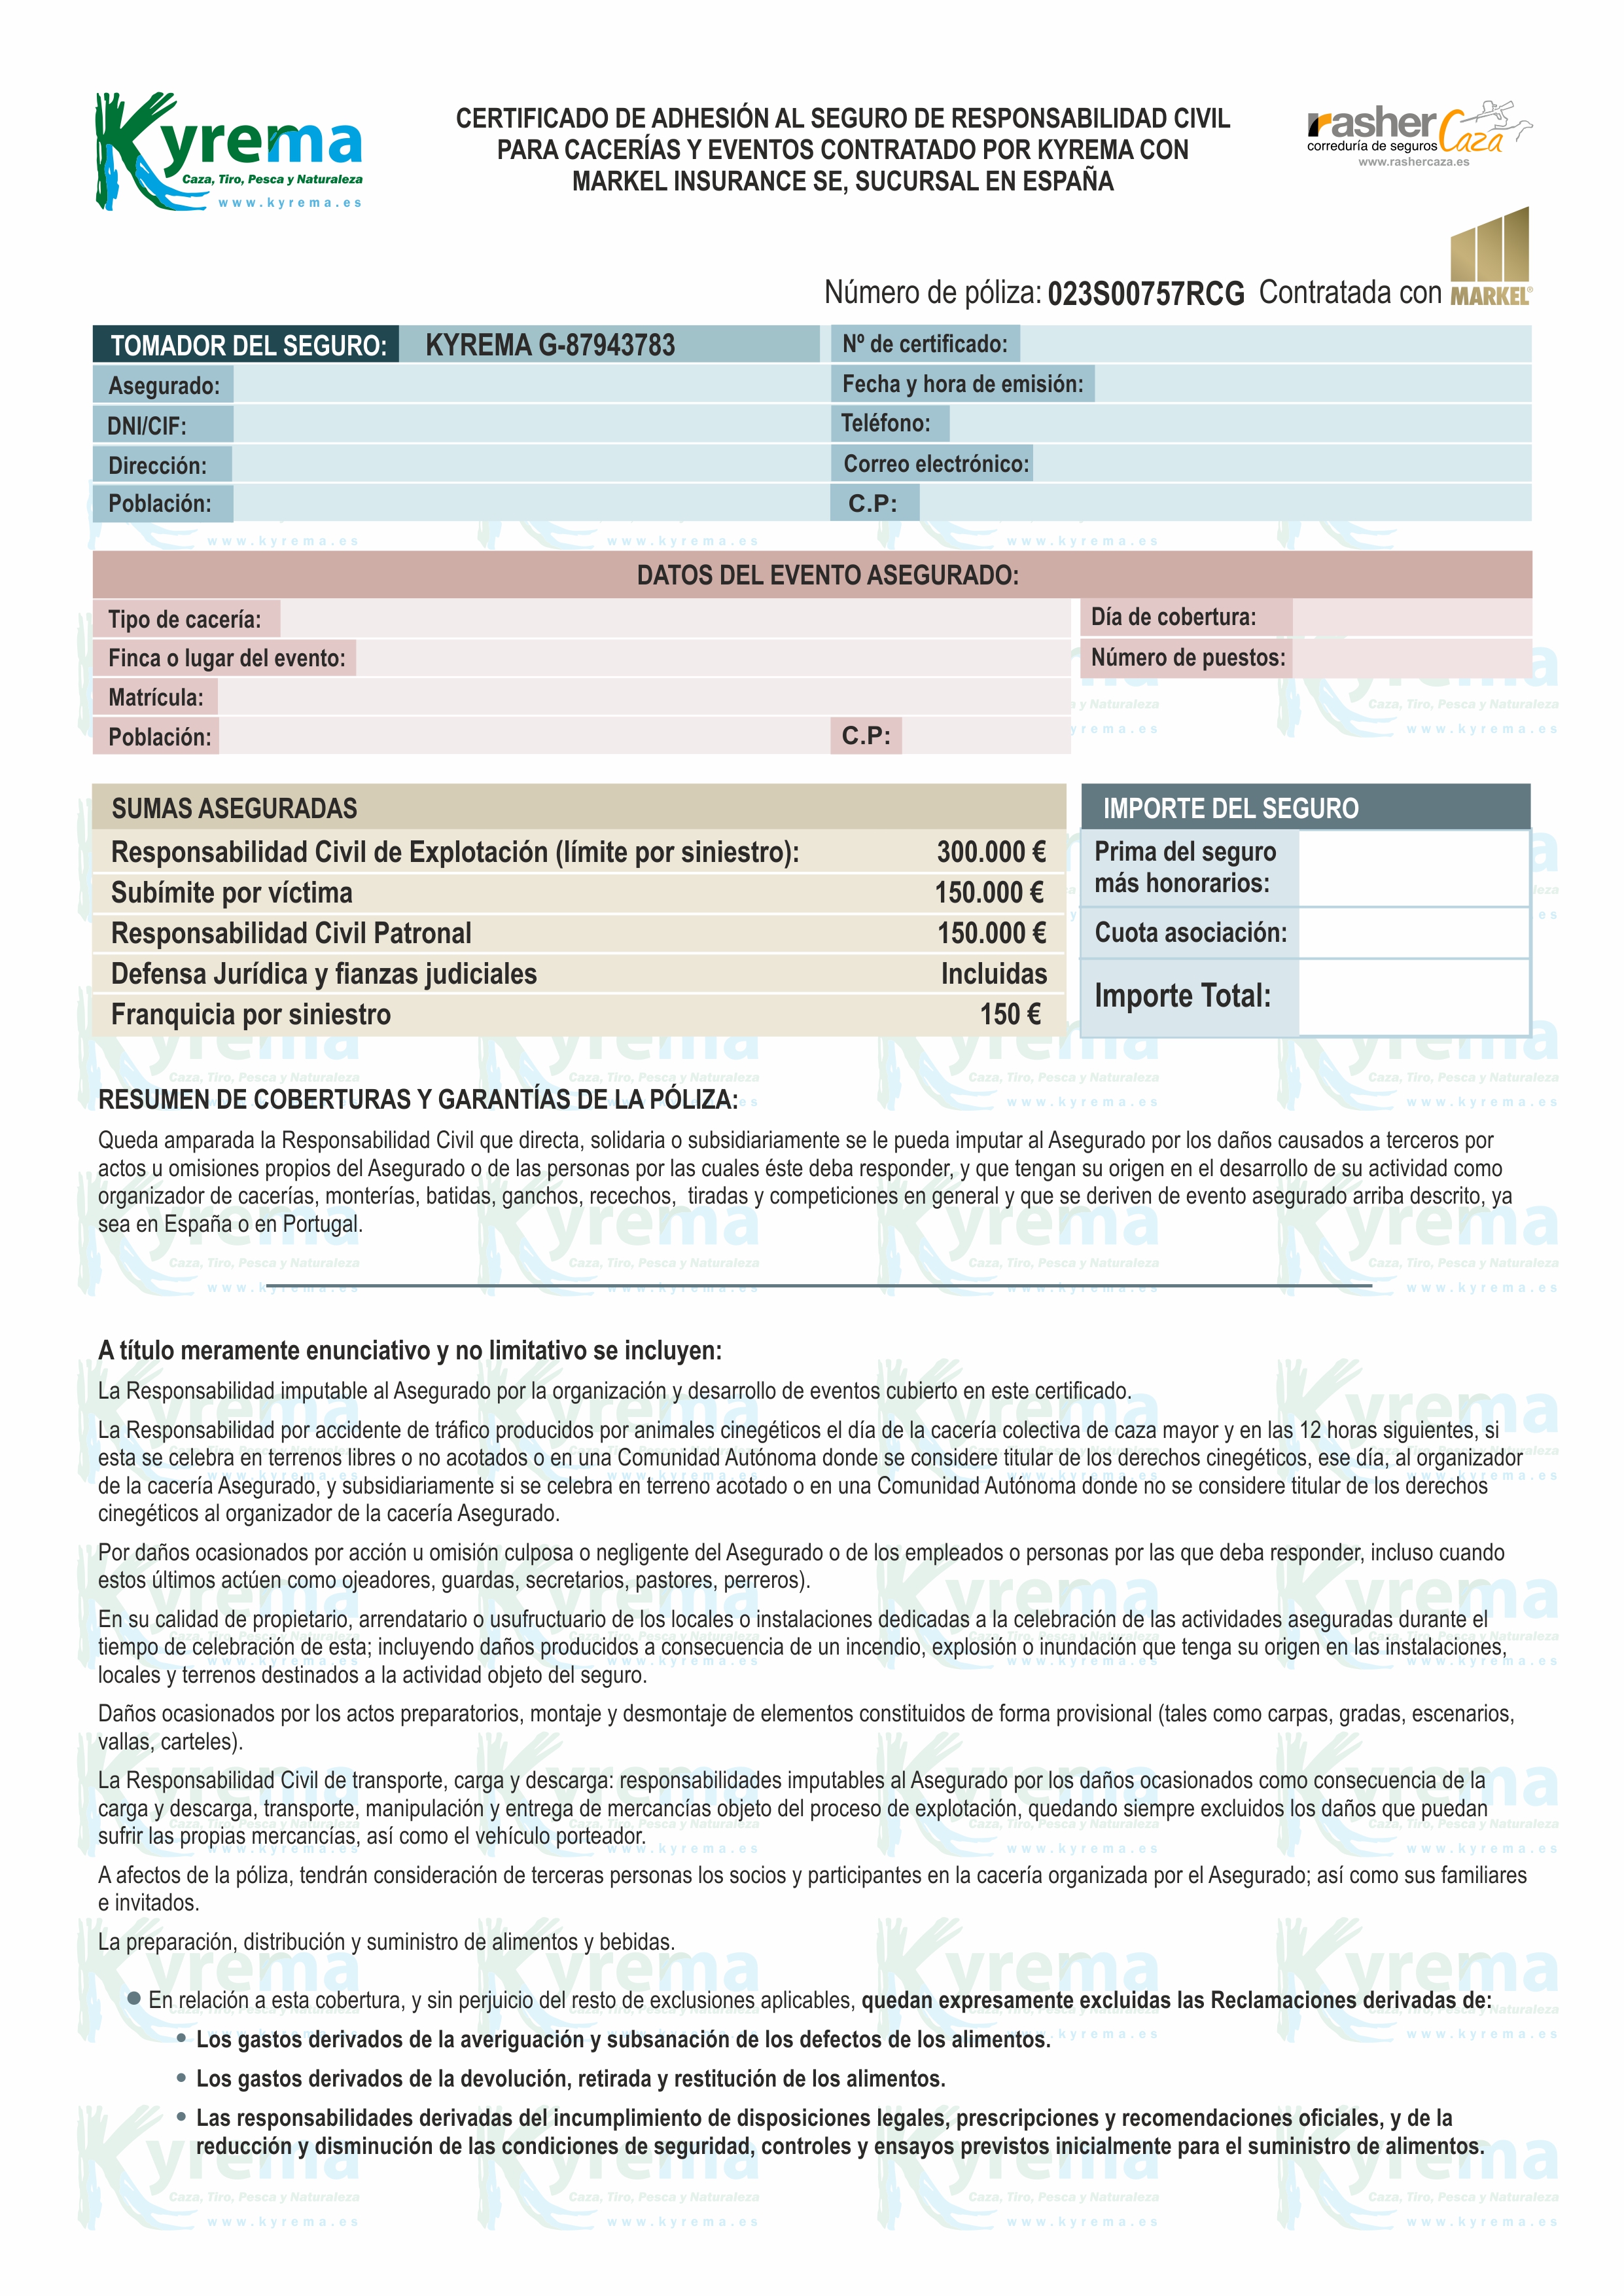 Kyrema
Caza, Tiro, Pesca y Naturaleza
www.kyrema.es
CERTIFICADO DE ADHESIÓN AL SEGURO DE RESPONSABILIDAD CIVIL
PARA CACERÍAS Y EVENTOS CONTRATADO POR KYREMA CON
MARKEL INSURANCE SE, SUCURSAL EN ESPAÑA
rasher Caza
correduría de seguros
www.rashercaza.es
Número de póliza: 023S00757RCG Contratada con MARKEL®
TOMADOR DEL SEGURO: KYREMA G-87943783
Nº de certificado:
Asegurado:
Fecha y hora de emisión:
DNI/CIF:
Teléfono:
Dirección:
Correo electrónico:
Población:
C.P:
DATOS DEL EVENTO ASEGURADO:
Tipo de cacería:
Día de cobertura:
Finca o lugar del evento:
Número de puestos:
Matrícula:
Población:
C.P:
SUMAS ASEGURADAS
Responsabilidad Civil de Explotación (límite por siniestro): 300.000 €
Subímite por víctima 150.000 €
Responsabilidad Civil Patronal 150.000 €
Defensa Jurídica y fianzas judiciales Incluidas
Franquicia por siniestro 150 €
IMPORTE DEL SEGURO
Prima del seguro
más honorarios:
Cuota asociación:
Importe Total:
RESUMEN DE COBERTURAS Y GARANTÍAS DE LA PÓLIZA:
Queda amparada la Responsabilidad Civil que directa, solidaria o subsidiariamente se le pueda imputar al Asegurado por los daños causados a terceros por
actos u omisiones propios del Asegurado o de las personas por las cuales éste deba responder, y que tengan su origen en el desarrollo de su actividad como
organizador de cacerías, monterías, batidas, ganchos, recechos, tiradas y competiciones en general y que se deriven de evento asegurado arriba descrito, ya
sea en España o en Portugal.
A título meramente enunciativo y no limitativo se incluyen:
La Responsabilidad imputable al Asegurado por la organización y desarrollo de eventos cubierto en este certificado.
La Responsabilidad por accidente de tráfico producidos por animales cinegéticos el día de la cacería colectiva de caza mayor y en las 12 horas siguientes, si
esta se celebra en terrenos libres o no acotados o en una Comunidad Autónoma donde se considere titular de los derechos cinegéticos, ese día, al organizador
de la cacería Asegurado, y subsidiariamente si se celebra en terreno acotado o en una Comunidad Autónoma donde no se considere titular de los derechos
cinegéticos al organizador de la cacería Asegurado.
Por daños ocasionados por acción u omisión culposa o negligente del Asegurado o de los empleados o personas por las que deba responder, incluso cuando
estos últimos actúen como ojeadores, guardas, secretarios, pastores, perreros).
En su calidad de propietario, arrendatario o usufructuario de los locales o instalaciones dedicadas a la celebración de las actividades aseguradas durante el
tiempo de celebración de esta; incluyendo daños producidos a consecuencia de un incendio, explosión o inundación que tenga su origen en las instalaciones,
locales y terrenos destinados a la actividad objeto del seguro.
Daños ocasionados por los actos preparatorios, montaje y desmontaje de elementos constituidos de forma provisional (tales como carpas, gradas, escenarios,
vallas, carteles).
La Responsabilidad Civil de transporte, carga y descarga: responsabilidades imputables al Asegurado por los daños ocasionados como consecuencia de la
carga y descarga, transporte, manipulación y entrega de mercancías objeto del proceso de explotación, quedando siempre excluidos los daños que puedan
sufrir las propias mercancías, así como el vehículo porteador.
A afectos de la póliza, tendrán consideración de terceras personas los socios y participantes en la cacería organizada por el Asegurado; así como sus familiares
e invitados.
La preparación, distribución y suministro de alimentos y bebidas.
● En relación a esta cobertura, y sin perjuicio del resto de exclusiones aplicables, quedan expresamente excluidas las Reclamaciones derivadas de:
• Los gastos derivados de la averiguación y subsanación de los defectos de los alimentos.
• Los gastos derivados de la devolución, retirada y restitución de los alimentos.
• Las responsabilidades derivadas del incumplimiento de disposiciones legales, prescripciones y recomendaciones oficiales, y de la
reducción y disminución de las condiciones de seguridad, controles y ensayos previstos inicialmente para el suministro de alimentos.